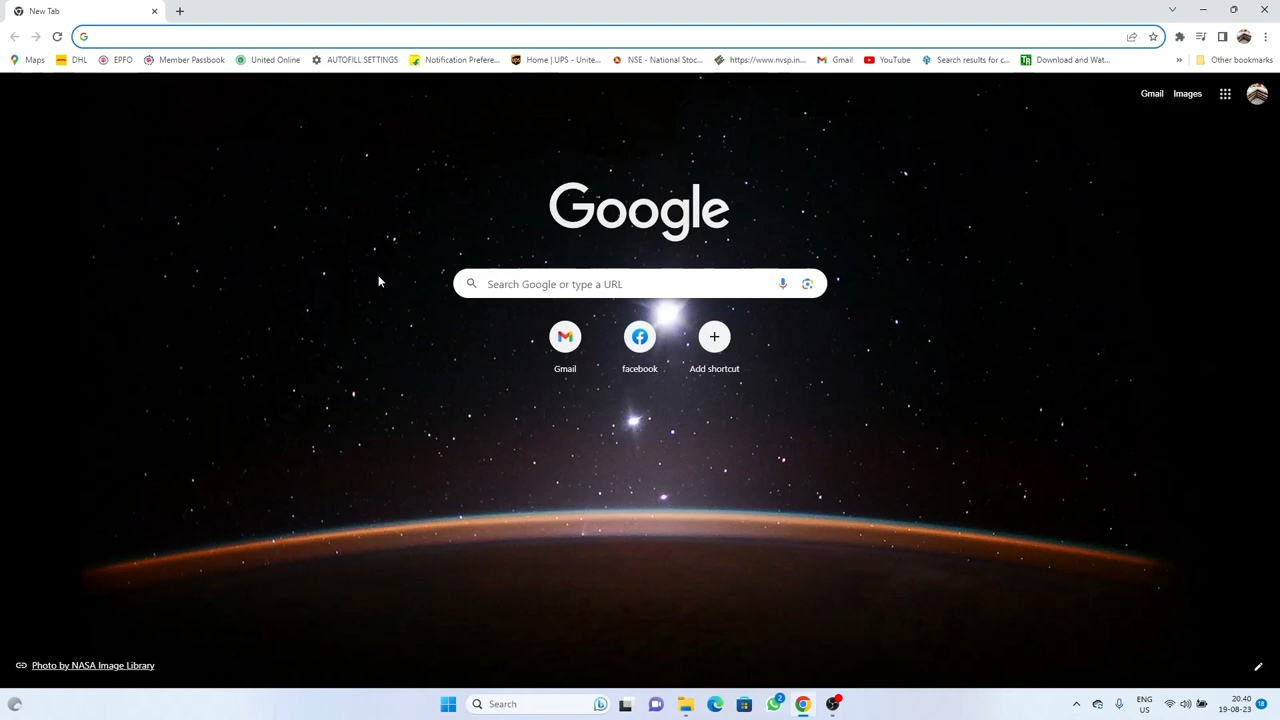 New Tab
Maps DHL EPFO Member Passbook United Online AUTOFILL SETTINGS Notification Prefere... Home | UPS - Unite... NSE - National Stoc... https://www.nvsp.in... Gmail YouTube Search results for c... Download and Wat... » Other bookmarks
Gmail Images
Google
Search Google or type a URL
Gmail facebook Add shortcut
Photo by NASA Image Library
Search 2 ENG US 20.40 19-08-23 18